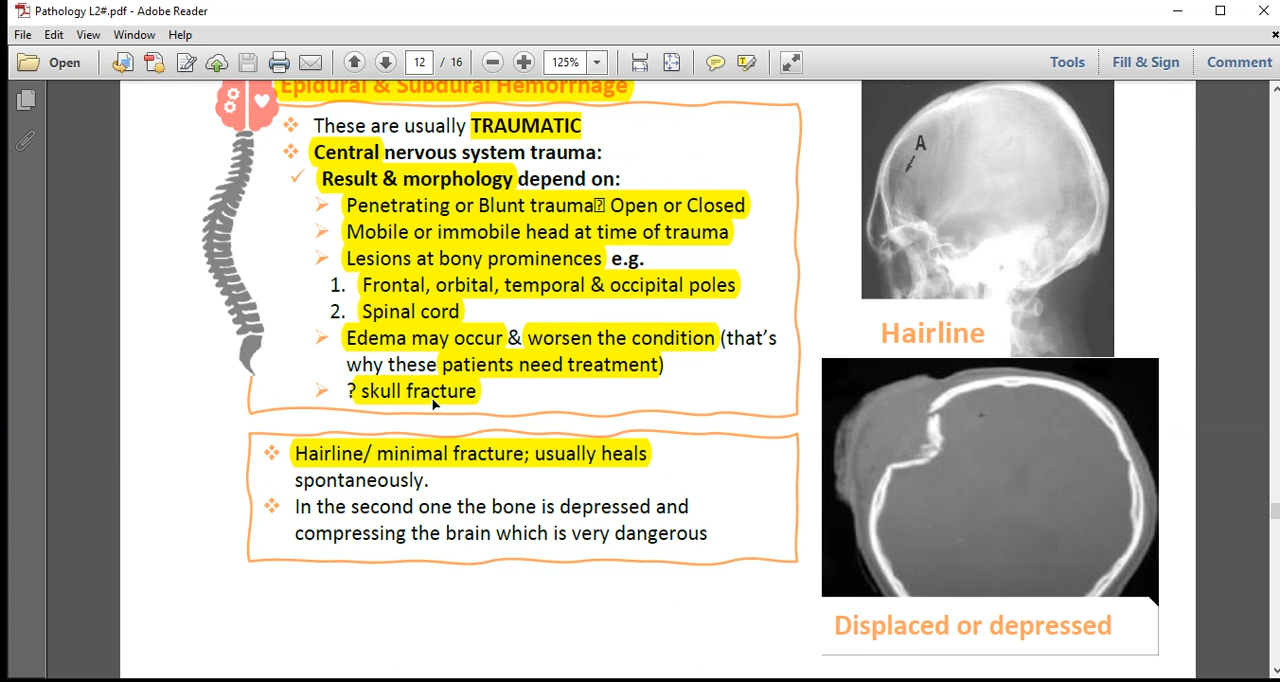 Pathology L2#.pdf - Adobe Reader
File Edit View Window Help
Open 12 / 16 125% Tools Fill & Sign Comment
Epidural & Subdural Hemorrhage
These are usually TRAUMATIC
Central nervous system trauma:
Result & morphology depend on:
Penetrating or Blunt trauma⍰ Open or Closed
Mobile or immobile head at time of trauma
Lesions at bony prominences e.g.
1. Frontal, orbital, temporal & occipital poles
2. Spinal cord
Edema may occur & worsen the condition (that's
why these patients need treatment)
? skull fracture
Hairline/ minimal fracture; usually heals
spontaneously.
In the second one the bone is depressed and
compressing the brain which is very dangerous
A
Hairline
Displaced or depressed